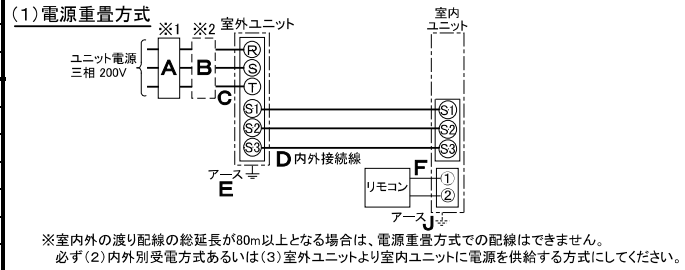 (1)電源重畳方式
※1 ※2 室外ユニット
室内
ユニット
ユニット電源
三相 200V
A B
R
S
T
C
S1 S1
S2 S2
S3 S3
D 内外接続線
アース
E
F
リモコン
①
②
アース J
※室内外の渡り配線の総延長が80m以上となる場合は、電源重畳方式での配線はできません。
必ず(2)内外別受電方式あるいは(3)室外ユニットより室内ユニットに電源を供給する方式にしてください。